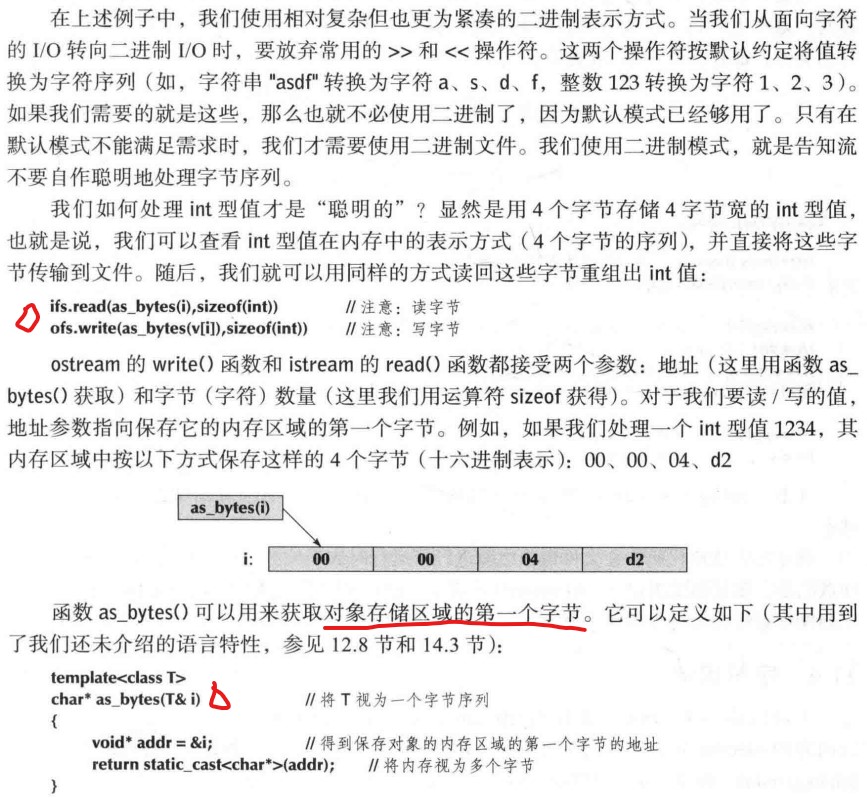 在上述例子中，我们使用相对复杂但也更为紧凑的二进制表示方式。当我们从面向字符
的 I/O 转向二进制 I/O 时，要放弃常用的 >> 和 << 操作符。这两个操作符按默认约定将值转
换为字符序列（如，字符串 "asdf" 转换为字符 a、s、d、f，整数 123 转换为字符 1、2、3）。
如果我们需要的就是这些，那么也就不必使用二进制了，因为默认模式已经够用了。只有在
默认模式不能满足需求时，我们才需要使用二进制文件。我们使用二进制模式，就是告知流
不要自作聪明地处理字节序列。
我们如何处理 int 型值才是“聪明的”？显然是用 4 个字节存储 4 字节宽的 int 型值，
也就是说，我们可以查看 int 型值在内存中的表示方式（4 个字节的序列），并直接将这些字
节传输到文件。随后，我们就可以用同样的方式读回这些字节重组出 int 值：
ifs.read(as_bytes(i),sizeof(int)) // 注意：读字节
ofs.write(as_bytes(v[i]),sizeof(int)) // 注意：写字节
ostream 的 write() 函数和 istream 的 read() 函数都接受两个参数：地址（这里用函数 as_
bytes() 获取）和字节（字符）数量（这里我们用运算符 sizeof 获得）。对于我们要读 / 写的值，
地址参数指向保存它的内存区域的第一个字节。例如，如果我们处理一个 int 型值 1234，其
内存区域中按以下方式保存这样的 4 个字节（十六进制表示）：00、00、04、d2
as_bytes(i)
i: 00 00 04 d2
函数 as_bytes() 可以用来获取对象存储区域的第一个字节。它可以定义如下（其中用到
了我们还未介绍的语言特性，参见 12.8 节和 14.3 节）：
template<class T>
char* as_bytes(T& i) // 将 T 视为一个字节序列
{
void* addr = &i; // 得到保存对象的内存区域的第一个字节的地址
return static_cast<char*>(addr); // 将内存视为多个字节
}